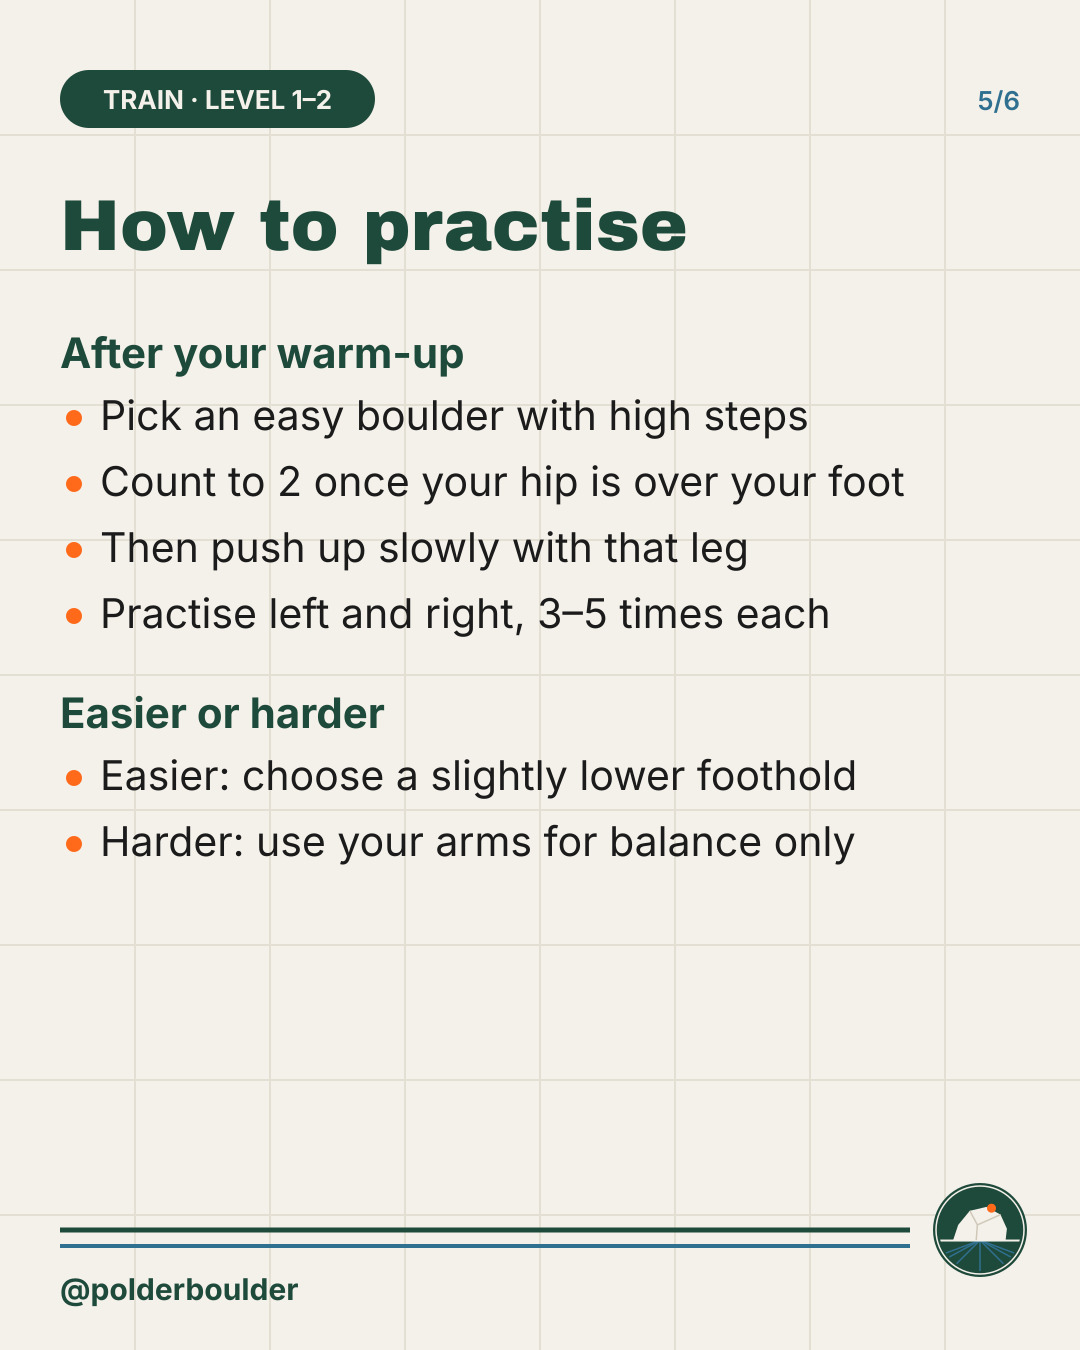 TRAIN · LEVEL 1–2
5/6
How to practise
After your warm-up
Pick an easy boulder with high steps
Count to 2 once your hip is over your foot
Then push up slowly with that leg
Practise left and right, 3–5 times each
Easier or harder
Easier: choose a slightly lower foothold
Harder: use your arms for balance only
@polderboulder